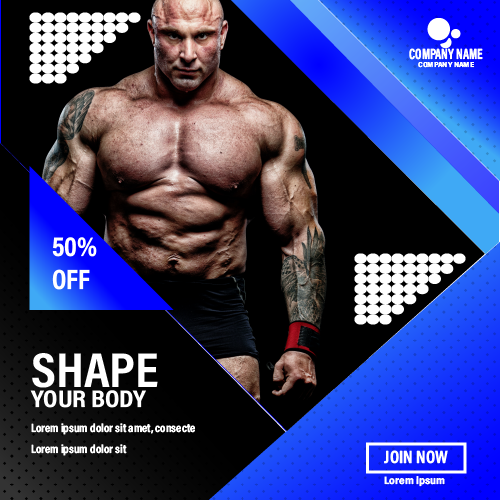 COMPANY NAME
COMPANY NAME
50%
OFF
SHAPE
YOUR BODY
Lorem ipsum dolor sit amet, consecte
Lorem ipsum dolor sit
JOIN NOW
Lorem Ipsum